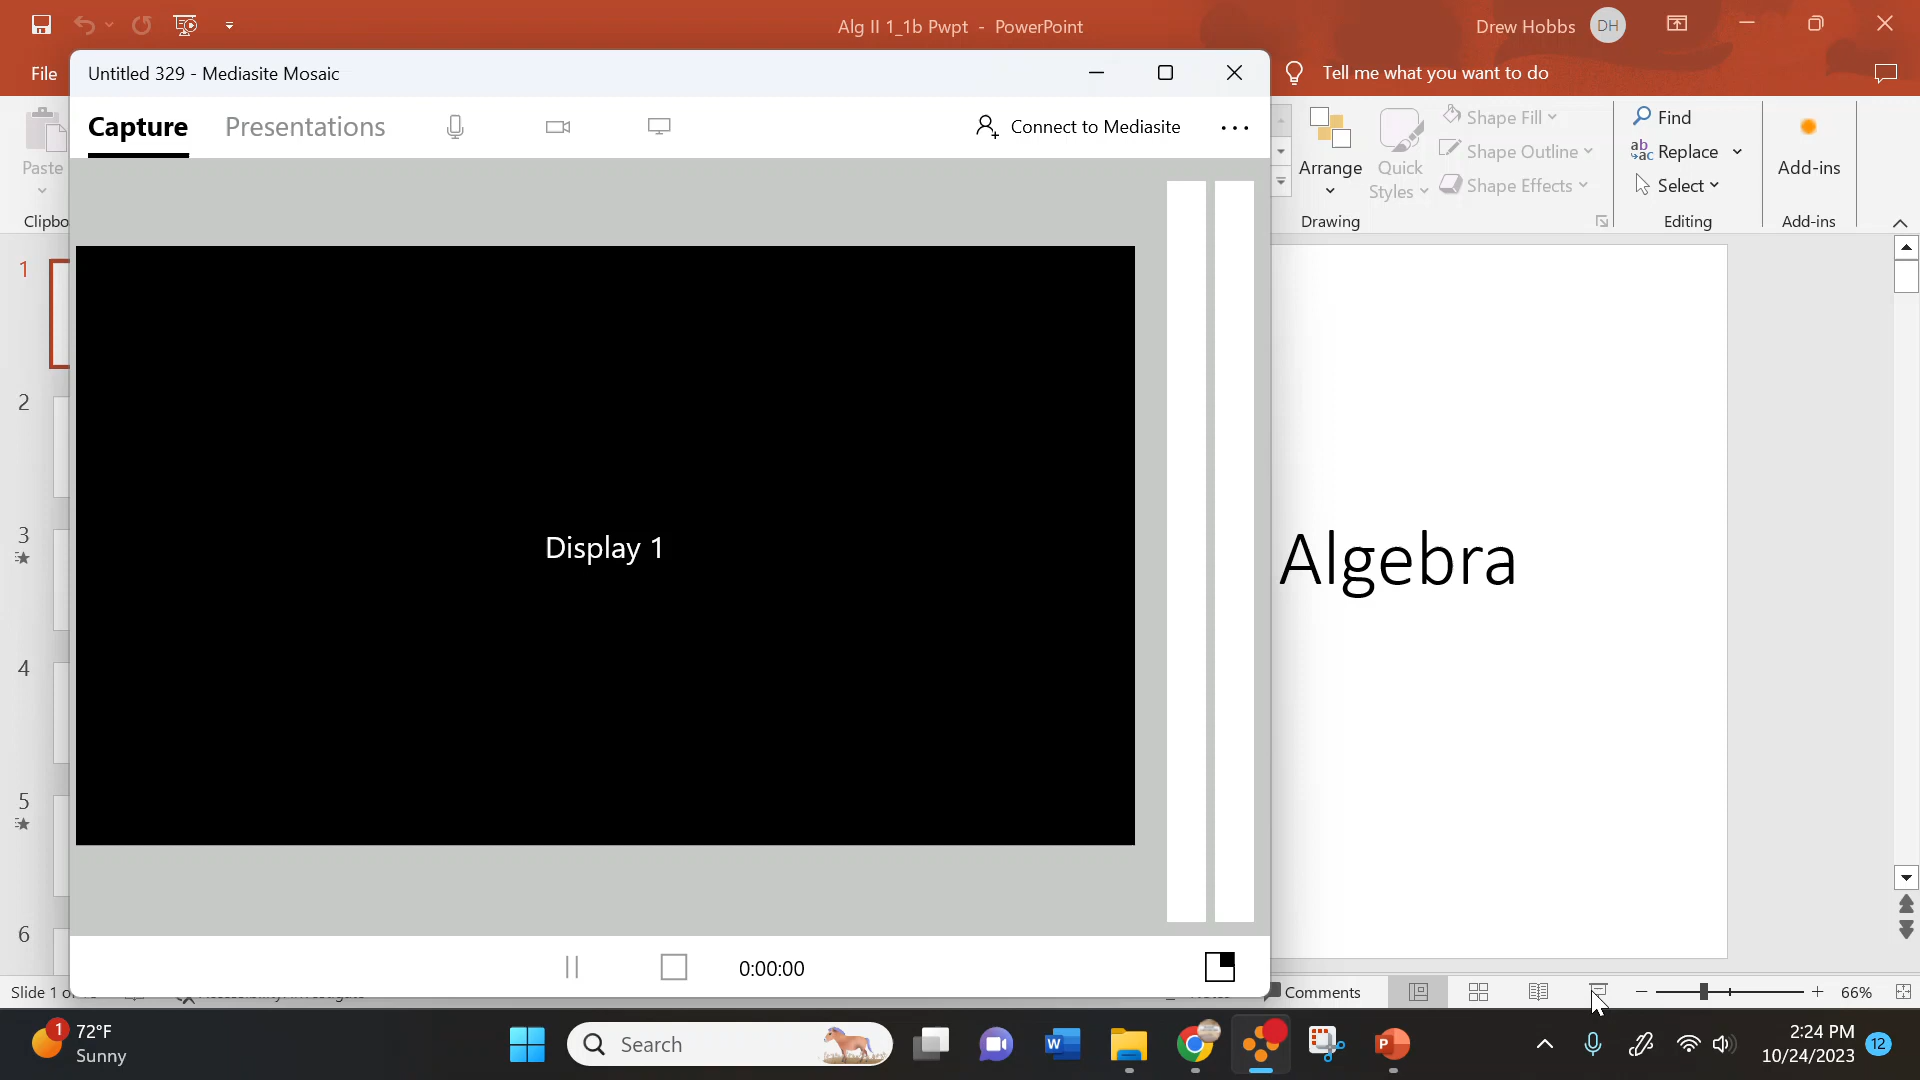 Alg II 1_1b Pwpt - PowerPoint
Drew Hobbs
DH
File
Untitled 329 - Mediasite Mosaic
Tell me what you want to do
Capture
Presentations
Connect to Mediasite
Paste
Clipbo
Arrange
Quick
Styles
Shape Fill
Shape Outline
Shape Effects
Drawing
Find
Replace
Select
Editing
Add-ins
Add-ins
1
2
3
4
5
6
Display 1
Algebra
0:00:00
Slide 1 o
Comments
66%
1
72°F
Sunny
Search
2:24 PM
10/24/2023
12